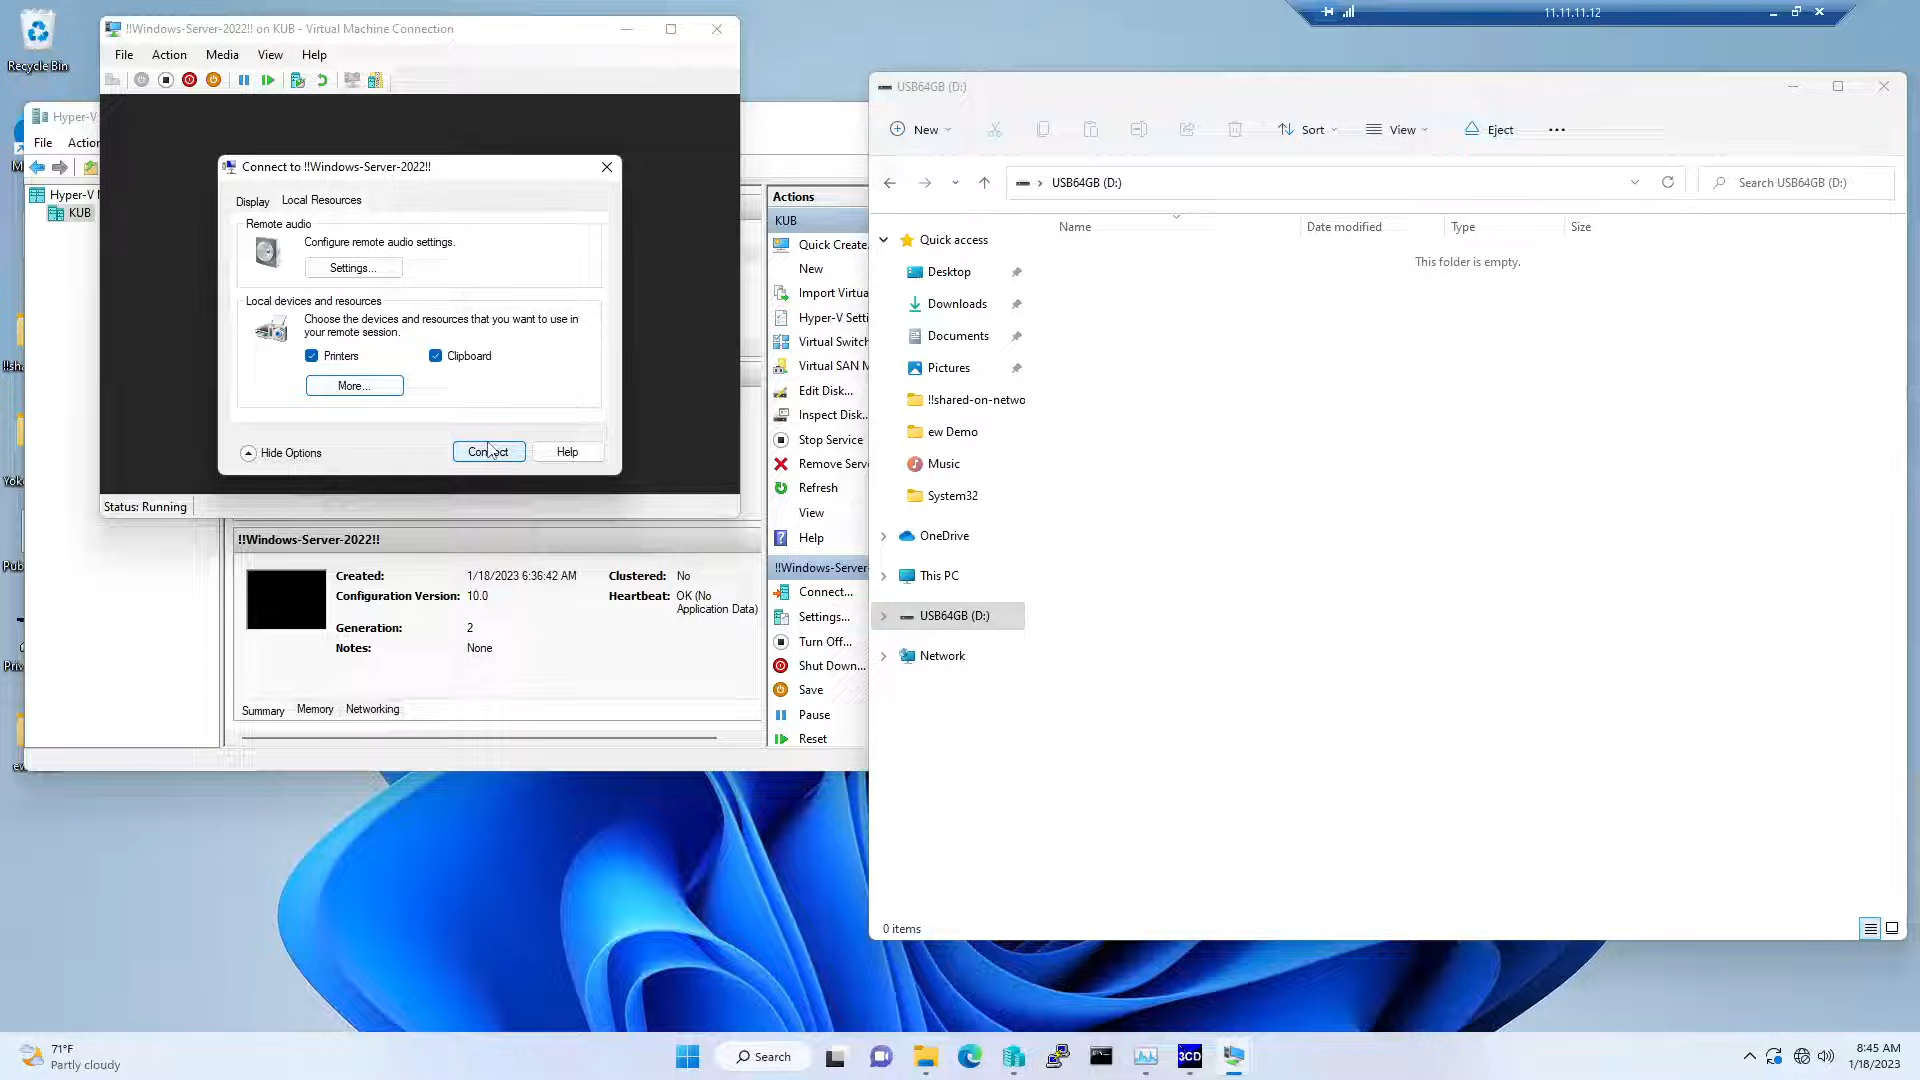 Recycle Bin
!!Windows-Server-2022!! on KUB - Virtual Machine Connection
File Action Media View Help
11.11.11.12
Hyper-V
File Action
Hyper-V
KUB
Connect to !!Windows-Server-2022!!
Display Local Resources
Remote audio
Configure remote audio settings.
Settings...
Local devices and resources
Choose the devices and resources that you want to use in
your remote session.
Printers Clipboard
More...
Hide Options
Connect Help
Status: Running
!!Windows-Server-2022!!
Created: 1/18/2023 6:36:42 AM
Configuration Version: 10.0
Generation: 2
Notes: None
Clustered: No
Heartbeat: OK (No
Application Data)
Summary Memory Networking
Actions
KUB
Quick Create.
New
Import Virtua
Hyper-V Setti
Virtual Switch
Virtual SAN M
Edit Disk...
Inspect Disk..
Stop Service
Remove Serv
Refresh
View
Help
!!Windows-Server-
Connect...
Settings...
Turn Off...
Shut Down...
Save
Pause
Reset
USB64GB (D:)
New Sort View Eject
USB64GB (D:)
Search USB64GB (D:)
Name Date modified Type Size
This folder is empty.
Quick access
Desktop
Downloads
Documents
Pictures
!!shared-on-netwo
ew Demo
Music
System32
OneDrive
This PC
USB64GB (D:)
Network
0 items
!!sha
Yoko
Pub
Priv
71°F
Partly cloudy
Search
3CD
8:45 AM
1/18/2023